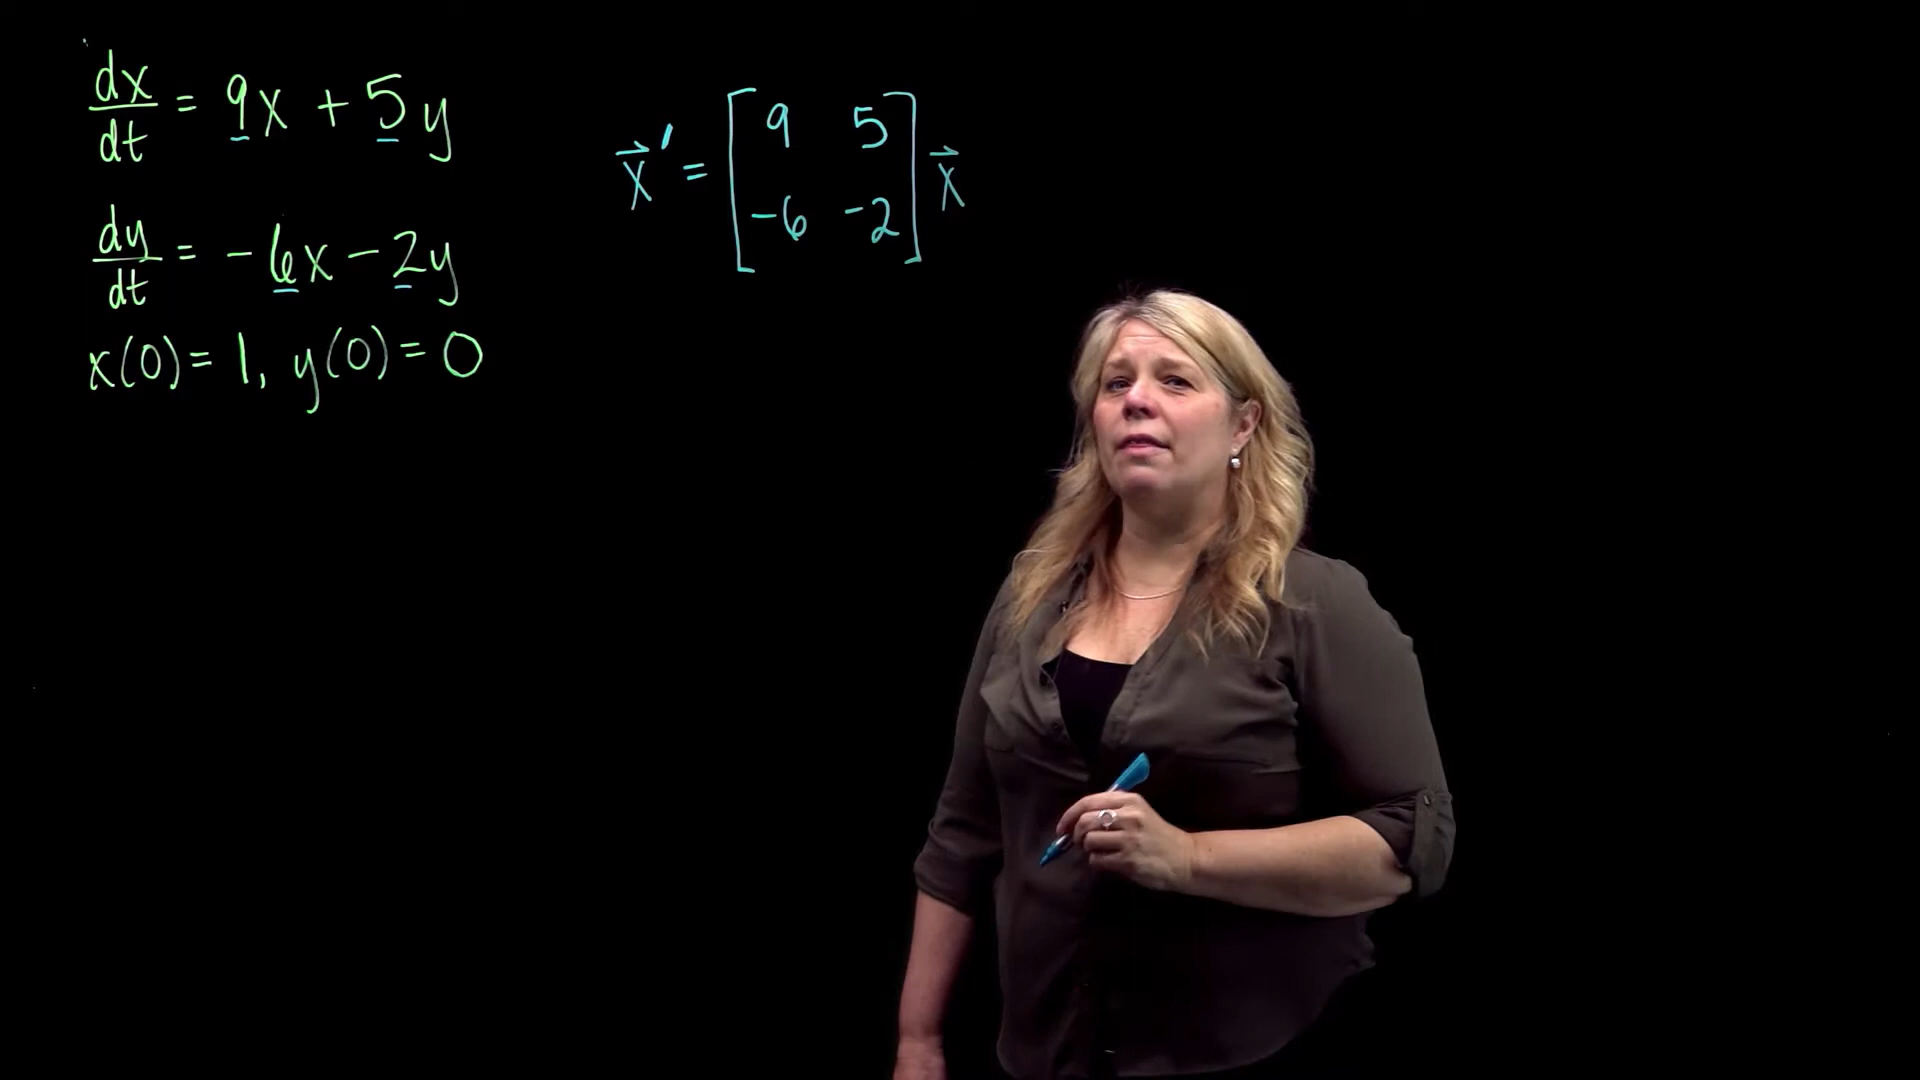 dx/dt = 9x + 5y
dy/dt = -6x - 2y
x(0) = 1, y(0) = 0
x⃗' = [9 5
-6 -2] x⃗